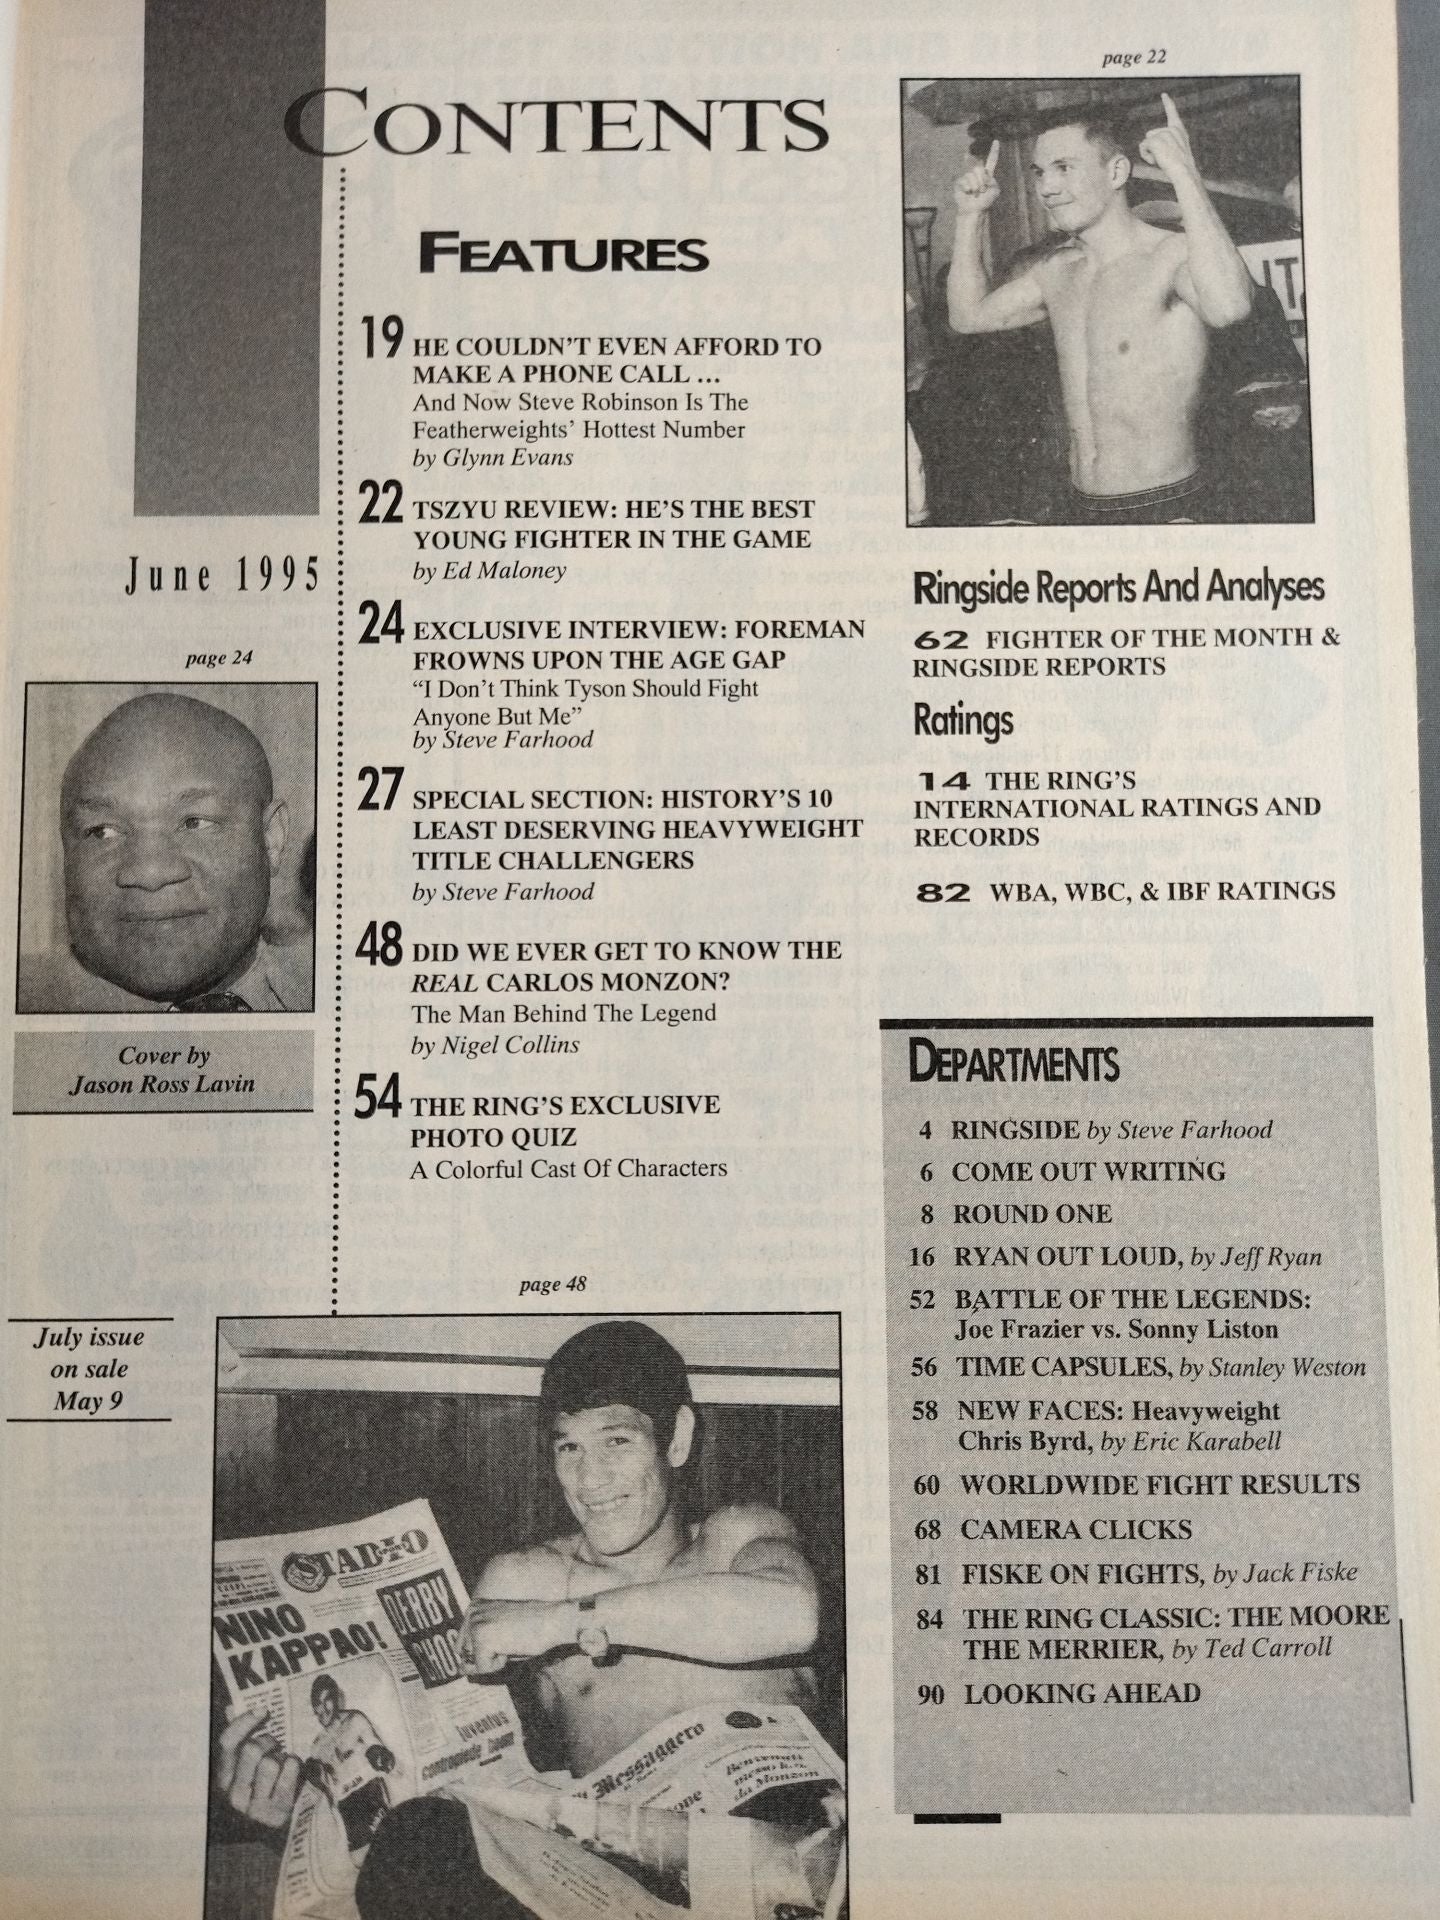 CONTENTS
June 1995
page 24
Cover by
Jason Ross Lavin
July issue
on sale
May 9
FEATURES
19 HE COULDN'T EVEN AFFORD TO
MAKE A PHONE CALL ...
And Now Steve Robinson Is The
Featherweights' Hottest Number
by Glynn Evans
22 TSZYU REVIEW: HE'S THE BEST
YOUNG FIGHTER IN THE GAME
by Ed Maloney
24 EXCLUSIVE INTERVIEW: FOREMAN
FROWNS UPON THE AGE GAP
“I Don't Think Tyson Should Fight
Anyone But Me”
by Steve Farhood
27 SPECIAL SECTION: HISTORY'S 10
LEAST DESERVING HEAVYWEIGHT
TITLE CHALLENGERS
by Steve Farhood
48 DID WE EVER GET TO KNOW THE
REAL CARLOS MONZON?
The Man Behind The Legend
by Nigel Collins
54 THE RING'S EXCLUSIVE
PHOTO QUIZ
A Colorful Cast Of Characters
page 48
STADIO
NINO
KAPPAO!
DERBY
juventus
contropiede boom
Messaggero
Benvenuti
messo k.o.
da Monzon
page 22
Ringside Reports And Analyses
62 FIGHTER OF THE MONTH &
RINGSIDE REPORTS
Ratings
14 THE RING'S
INTERNATIONAL RATINGS AND
RECORDS
82 WBA, WBC, & IBF RATINGS
DEPARTMENTS
4 RINGSIDE by Steve Farhood
6 COME OUT WRITING
8 ROUND ONE
16 RYAN OUT LOUD, by Jeff Ryan
52 BATTLE OF THE LEGENDS:
Joe Frazier vs. Sonny Liston
56 TIME CAPSULES, by Stanley Weston
58 NEW FACES: Heavyweight
Chris Byrd, by Eric Karabell
60 WORLDWIDE FIGHT RESULTS
68 CAMERA CLICKS
81 FISKE ON FIGHTS, by Jack Fiske
84 THE RING CLASSIC: THE MOORE
THE MERRIER, by Ted Carroll
90 LOOKING AHEAD